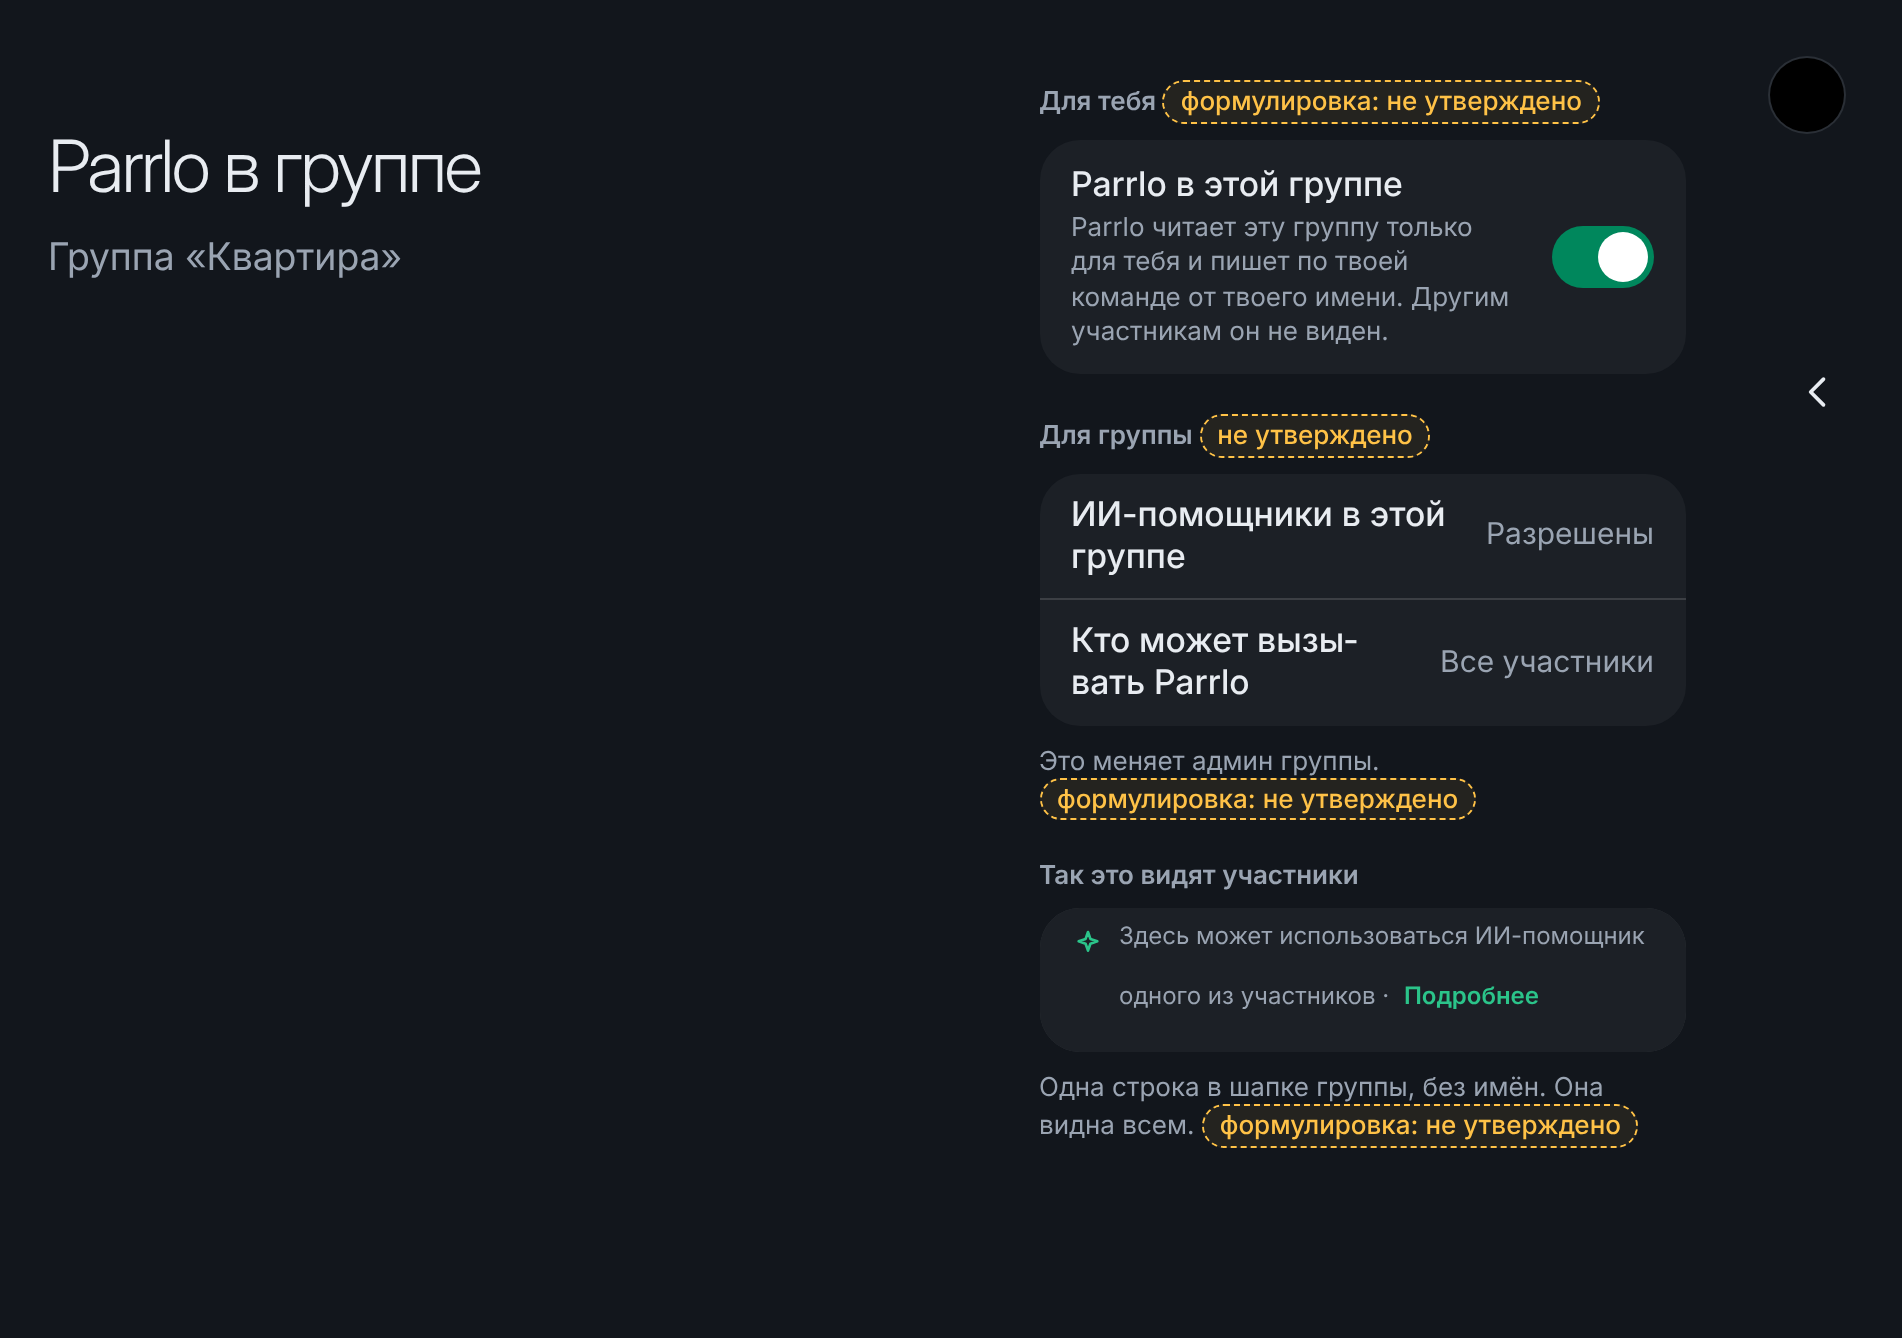 Parrlo в группе
Группа «Квартира»
Для тебя формулировка: не утверждено
Parrlo в этой группе
Parrlo читает эту группу только
для тебя и пишет по твоей
команде от твоего имени. Другим
участникам он не виден.
Для группы не утверждено
ИИ-помощники в этой
группе
Разрешены
Кто может вызы-
вать Parrlo
Все участники
Это меняет админ группы.
формулировка: не утверждено
Так это видят участники
Здесь может использоваться ИИ-помощник
одного из участников · Подробнее
Одна строка в шапке группы, без имён. Она
видна всем. формулировка: не утверждено